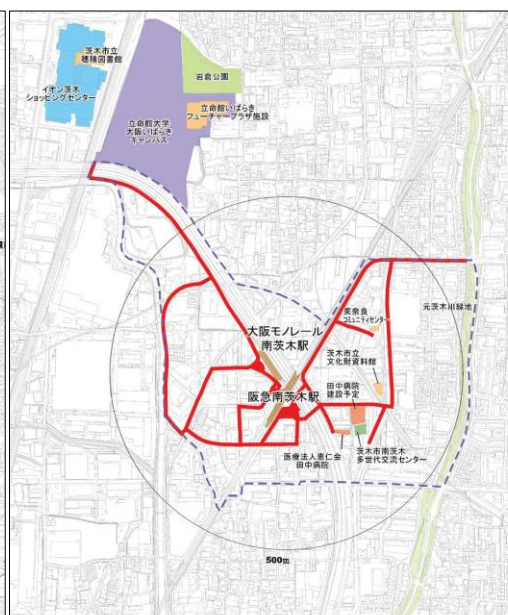 茨木市立
穂積図書館
イオン茨木
ショッピングセンター
岩倉公園
立命館いばらき
フューチャープラザ施設
立命館大学
大阪いばらき
キャンパス
東奈良
コミュニティセンター
元茨木川緑地
大阪モノレール
南茨木駅
茨木市立
文化財資料館
田中病院
建設予定
阪急南茨木駅
医療法人恵仁会
田中病院
茨木市南茨木
多世代交流センター
500m